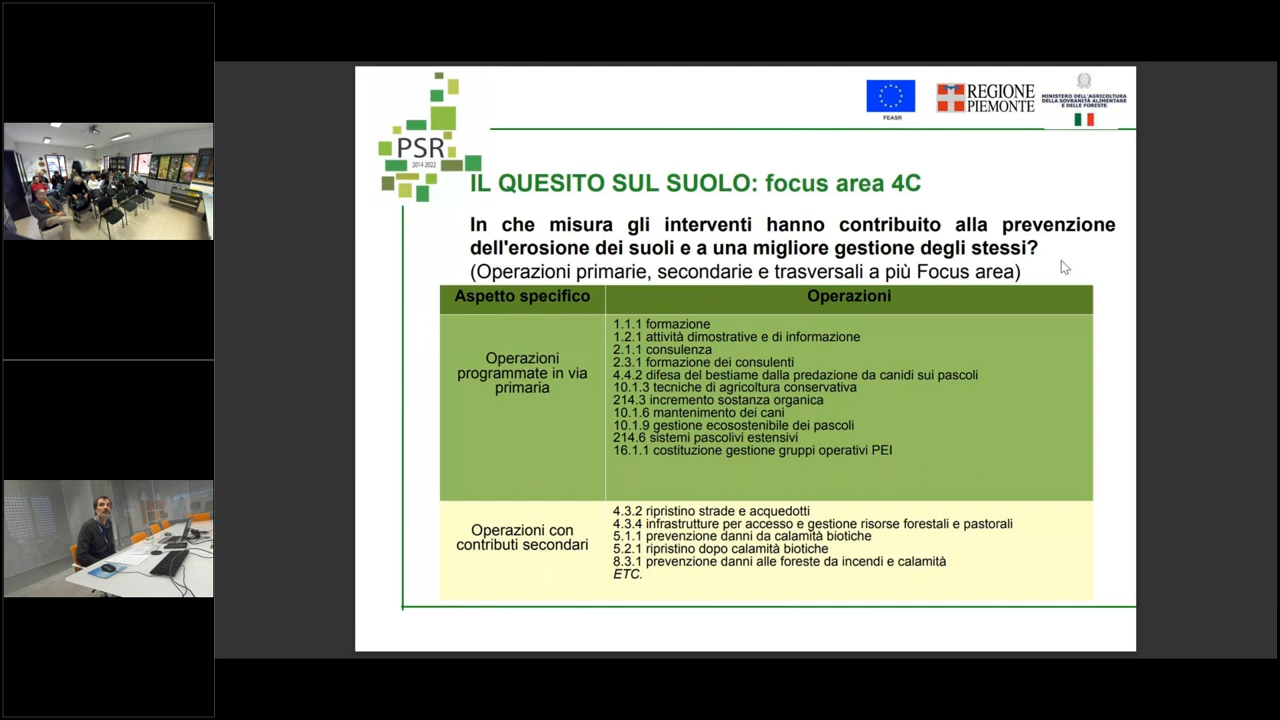 PSR
2014-2022
FEASR
REGIONE
PIEMONTE
MINISTERO DELL'AGRICOLTURA
DELLA SOVRANITÀ ALIMENTARE
E DELLE FORESTE
IL QUESITO SUL SUOLO: focus area 4C
In che misura gli interventi hanno contribuito alla prevenzione
dell'erosione dei suoli e a una migliore gestione degli stessi?
(Operazioni primarie, secondarie e trasversali a più Focus area)
Aspetto specifico
Operazioni
Operazioni
programmate in via
primaria
1.1.1 formazione
1.2.1 attività dimostrative e di informazione
2.1.1 consulenza
2.3.1 formazione dei consulenti
4.4.2 difesa del bestiame dalla predazione da canidi sui pascoli
10.1.3 tecniche di agricoltura conservativa
214.3 incremento sostanza organica
10.1.6 mantenimento dei cani
10.1.9 gestione ecosostenibile dei pascoli
214.6 sistemi pascolivi estensivi
16.1.1 costituzione gestione gruppi operativi PEI
Operazioni con
contributi secondari
4.3.2 ripristino strade e acquedotti
4.3.4 infrastrutture per accesso e gestione risorse forestali e pastorali
5.1.1 prevenzione danni da calamità biotiche
5.2.1 ripristino dopo calamità biotiche
8.3.1 prevenzione danni alle foreste da incendi e calamità
ETC.